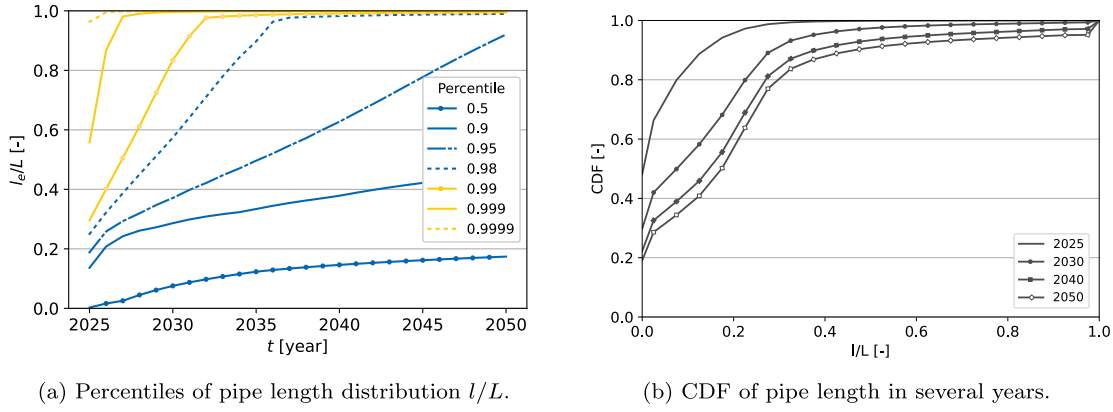 1.0
0.8
0.6
0.4
0.2
0.0
l_e/L [-]
2025 2030 2035 2040 2045 2050
t [year]
Percentile
0.5
0.9
0.95
0.98
0.99
0.999
0.9999
(a) Percentiles of pipe length distribution l/L.
1.0
0.8
0.6
0.4
0.2
0.0
CDF [-]
0.0 0.2 0.4 0.6 0.8 1.0
l/L [-]
2025
2030
2040
2050
(b) CDF of pipe length in several years.